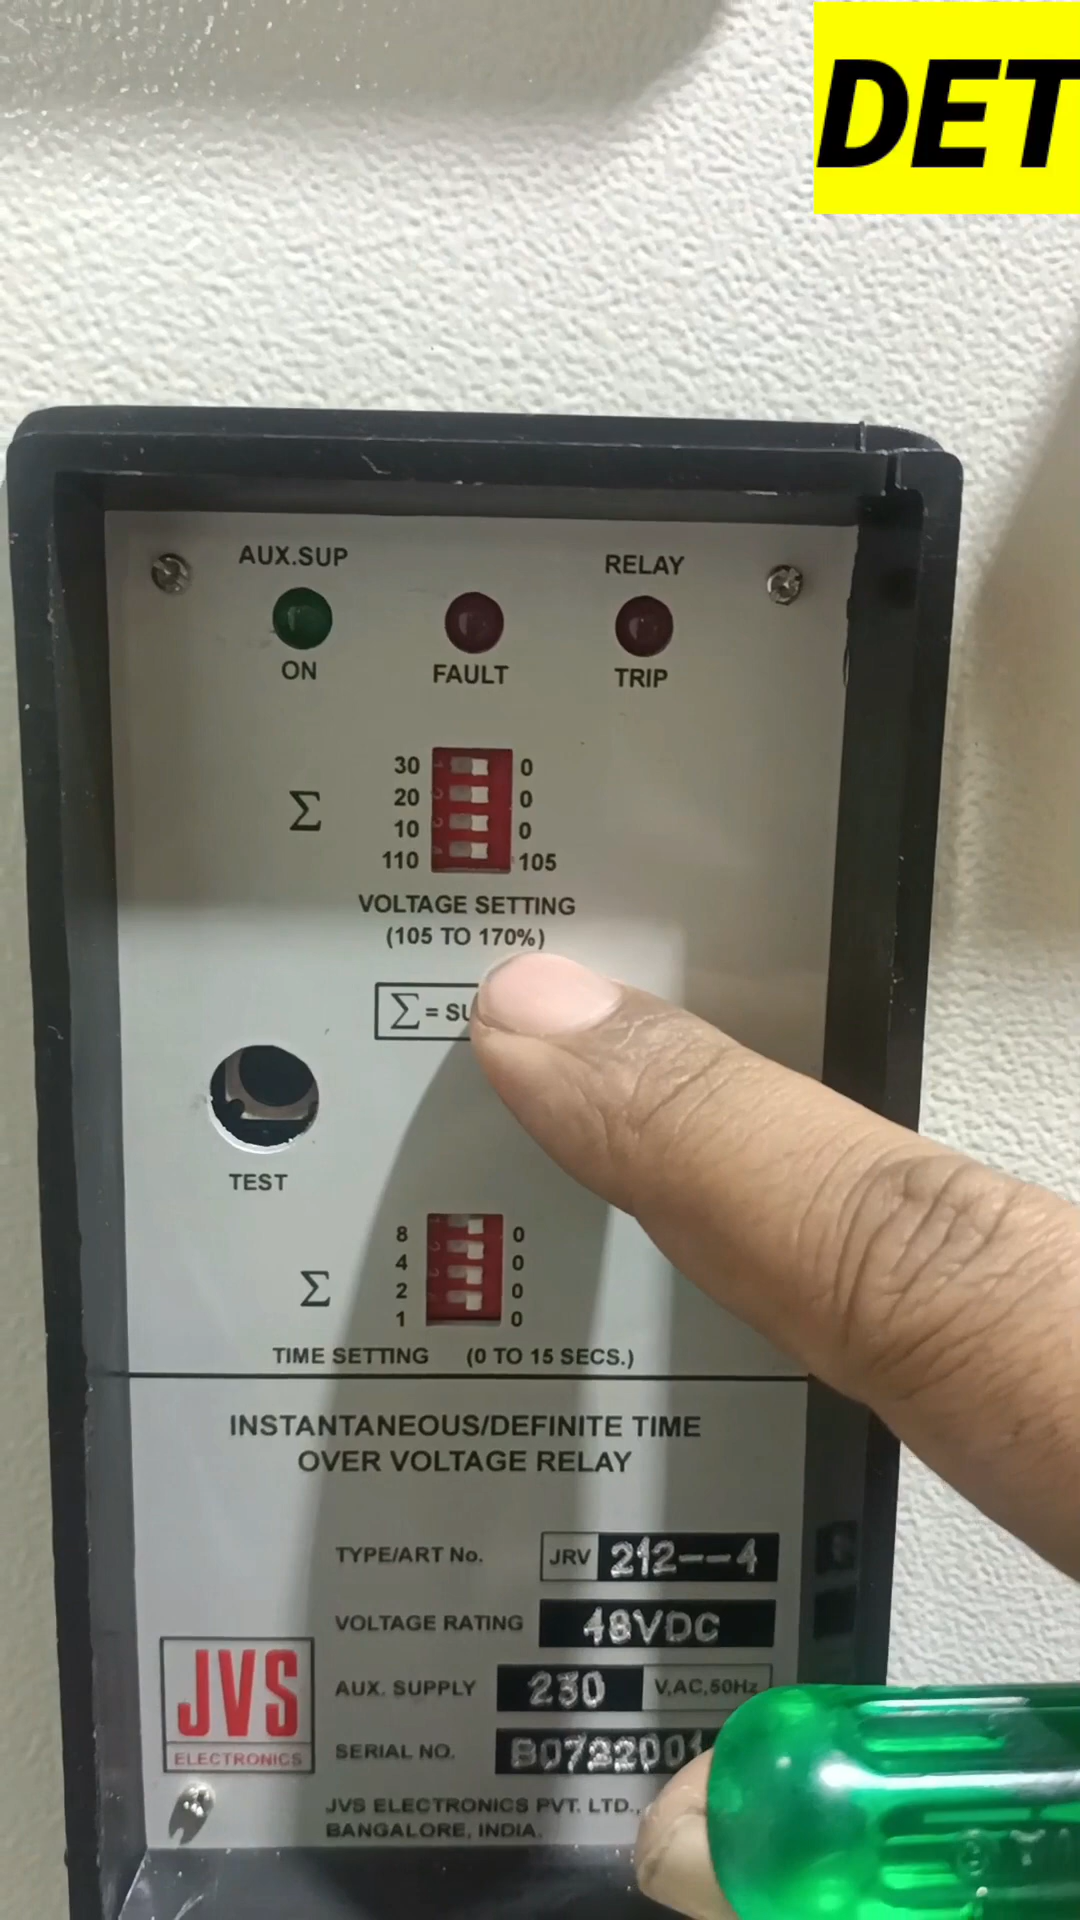 DET
AUX.SUP
RELAY
ON
FAULT
TRIP
Σ
30 0
20 0
10 0
110 105
VOLTAGE SETTING
(105 TO 170%)
Σ = SU
TEST
Σ
8 0
4 0
2 0
1 0
TIME SETTING (0 TO 15 SECS.)
INSTANTANEOUS/DEFINITE TIME
OVER VOLTAGE RELAY
TYPE/ART No. JRV 212--4
VOLTAGE RATING 48VDC
AUX. SUPPLY 230 V,AC,50Hz
SERIAL NO. B0722001
JVS
ELECTRONICS
JVS ELECTRONICS PVT. LTD.,
BANGALORE, INDIA.